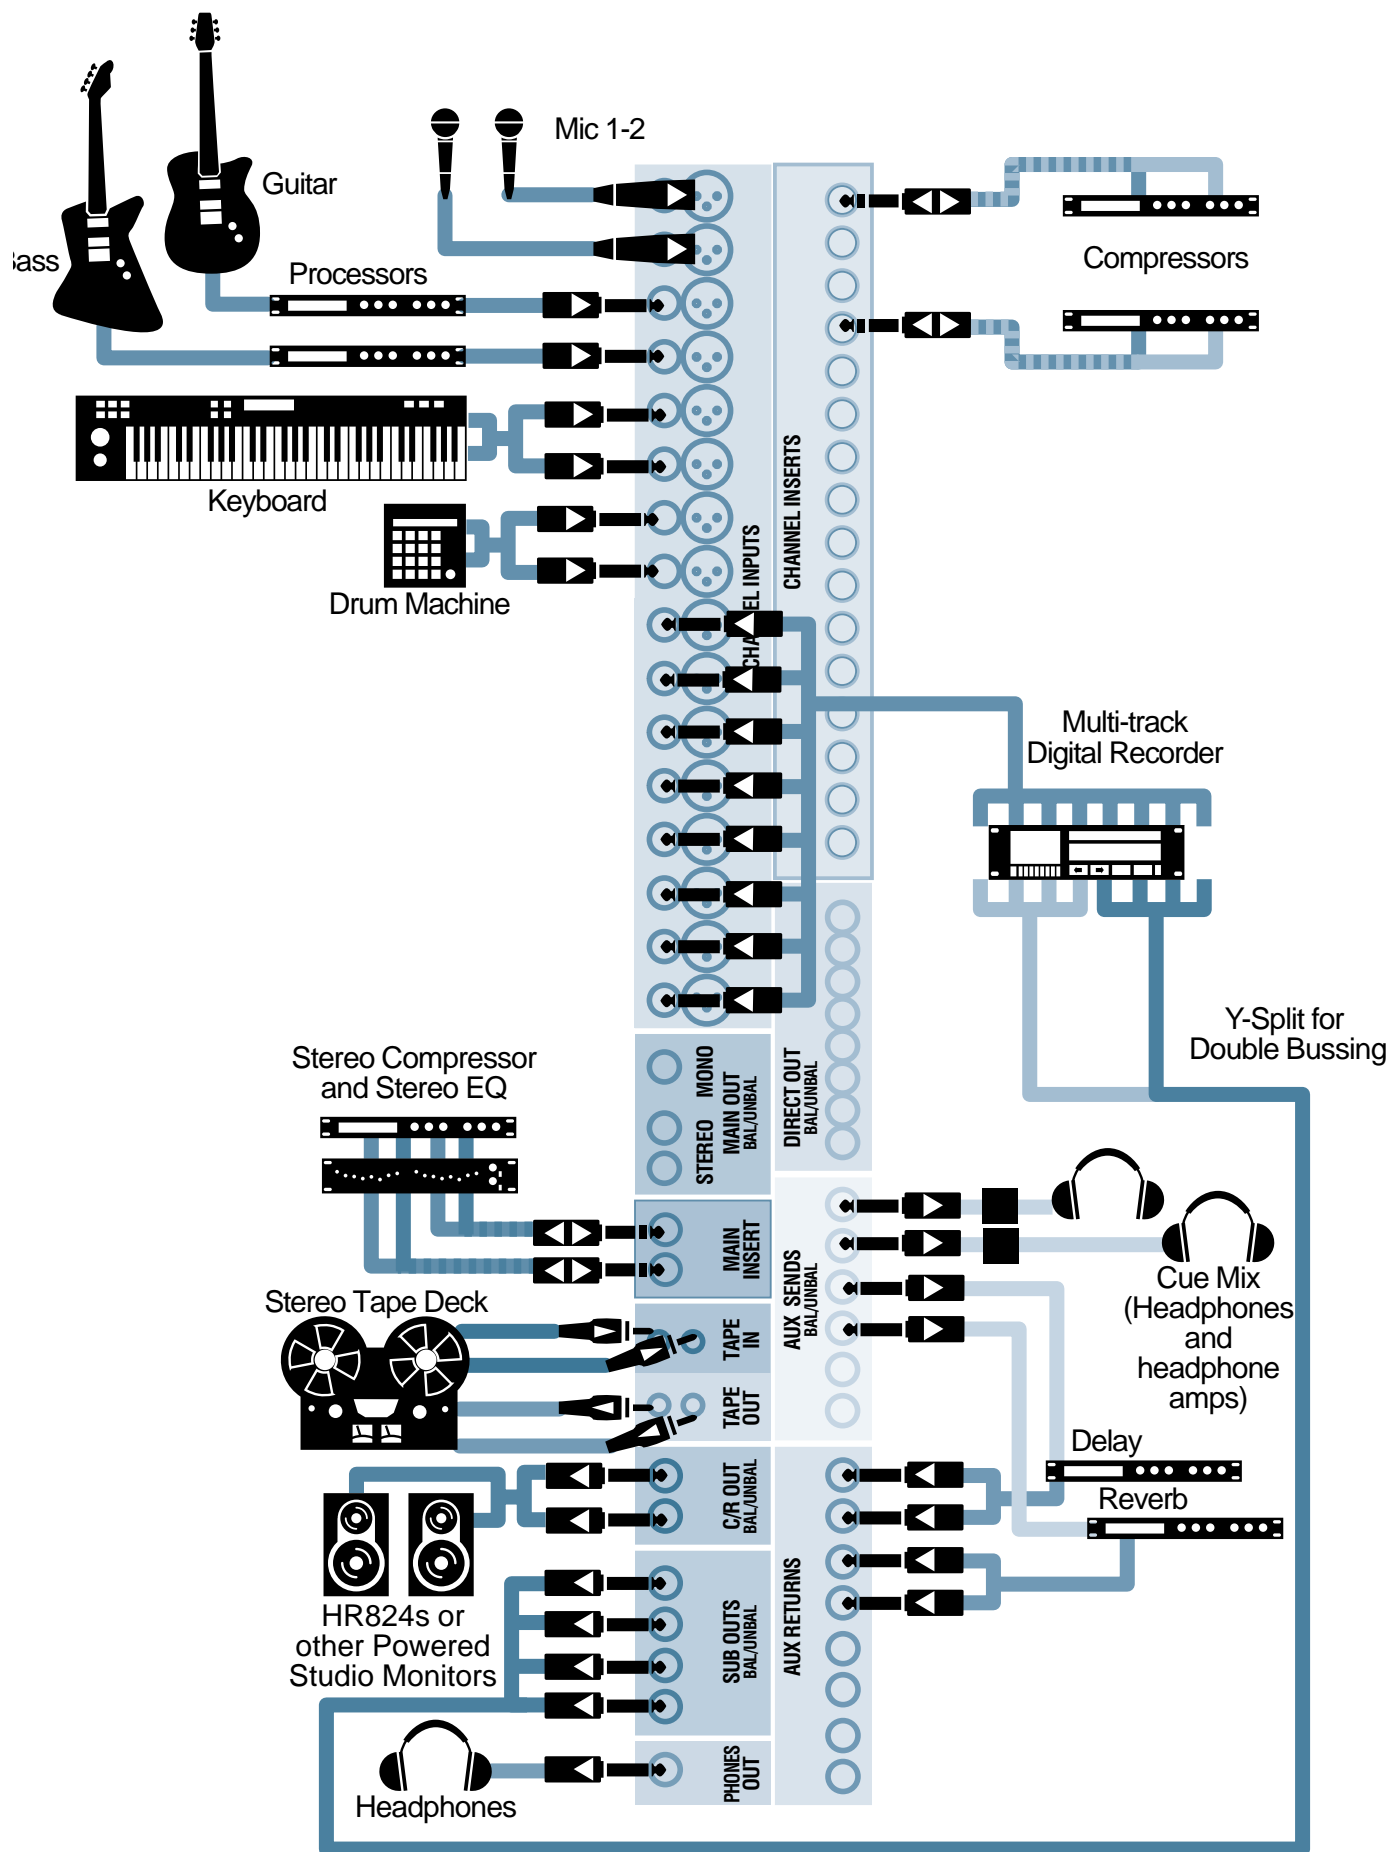 Mic 1-2
Guitar
Bass
Processors
Compressors
Keyboard
CHANNEL INSERTS
CHANNEL INPUTS
Drum Machine
Multi-track
Digital Recorder
Y-Split for
Double Bussing
Stereo Compressor
and Stereo EQ
STEREO MONO
MAIN OUT
BAL/UNBAL
DIRECT OUT
BAL/UNBAL
MAIN
INSERT
AUX SENDS
BAL/UNBAL
Cue Mix
(Headphones
and
headphone
amps)
Stereo Tape Deck
TAPE
IN
TAPE
OUT
Delay
Reverb
C/R OUT
BAL/UNBAL
HR824s or
other Powered
Studio Monitors
SUB OUTS
BAL/UNBAL
AUX RETURNS
PHONES
OUT
Headphones